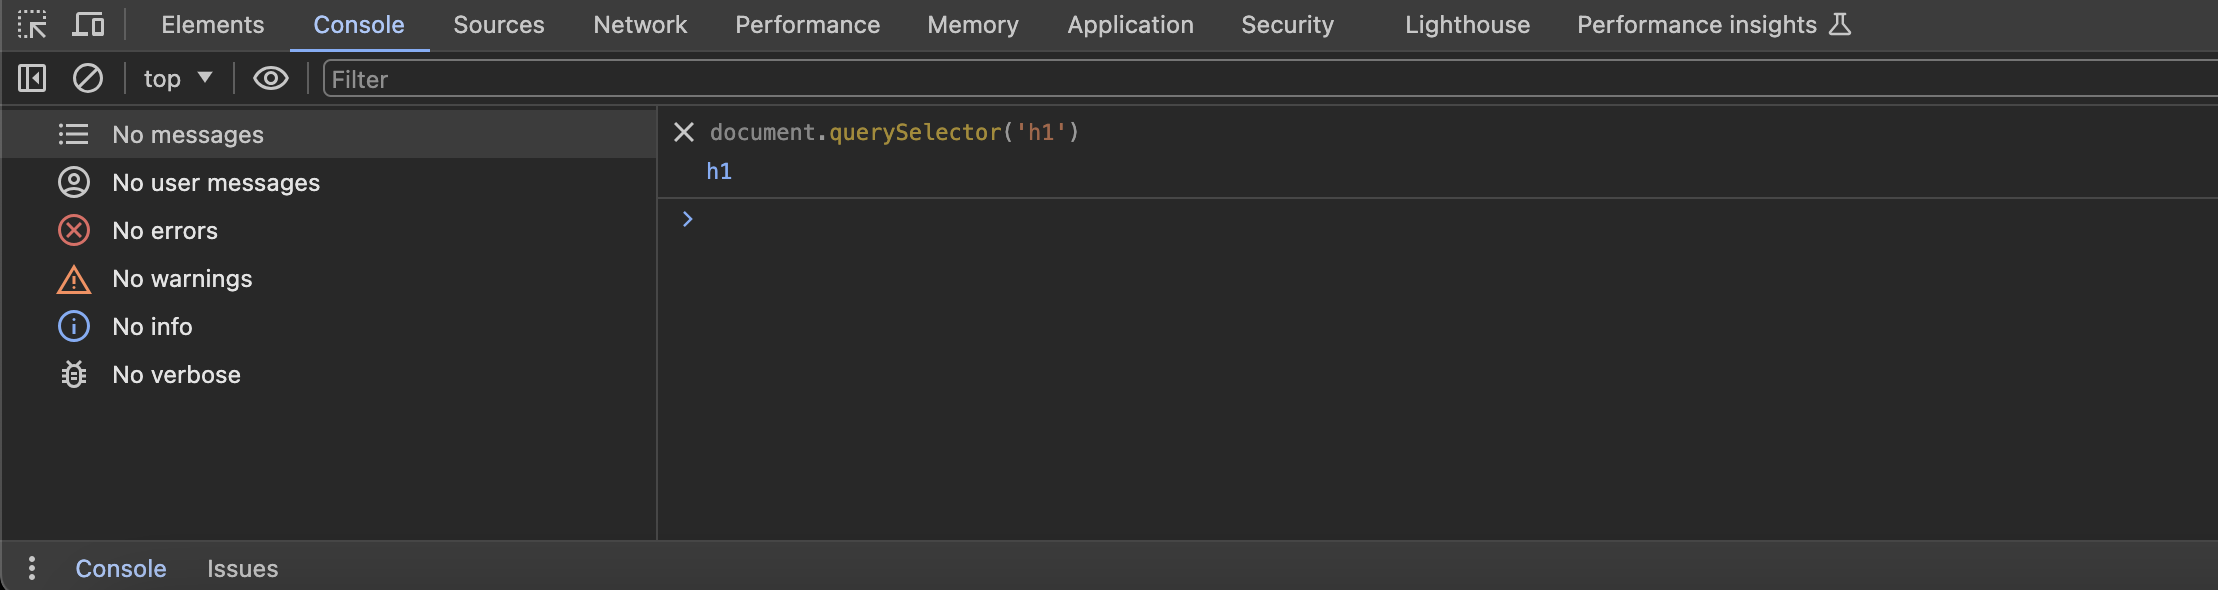 Elements Console Sources Network Performance Memory Application Security Lighthouse Performance insights
top Filter
No messages
No user messages
No errors
No warnings
No info
No verbose
document.querySelector('h1')
h1
Console Issues